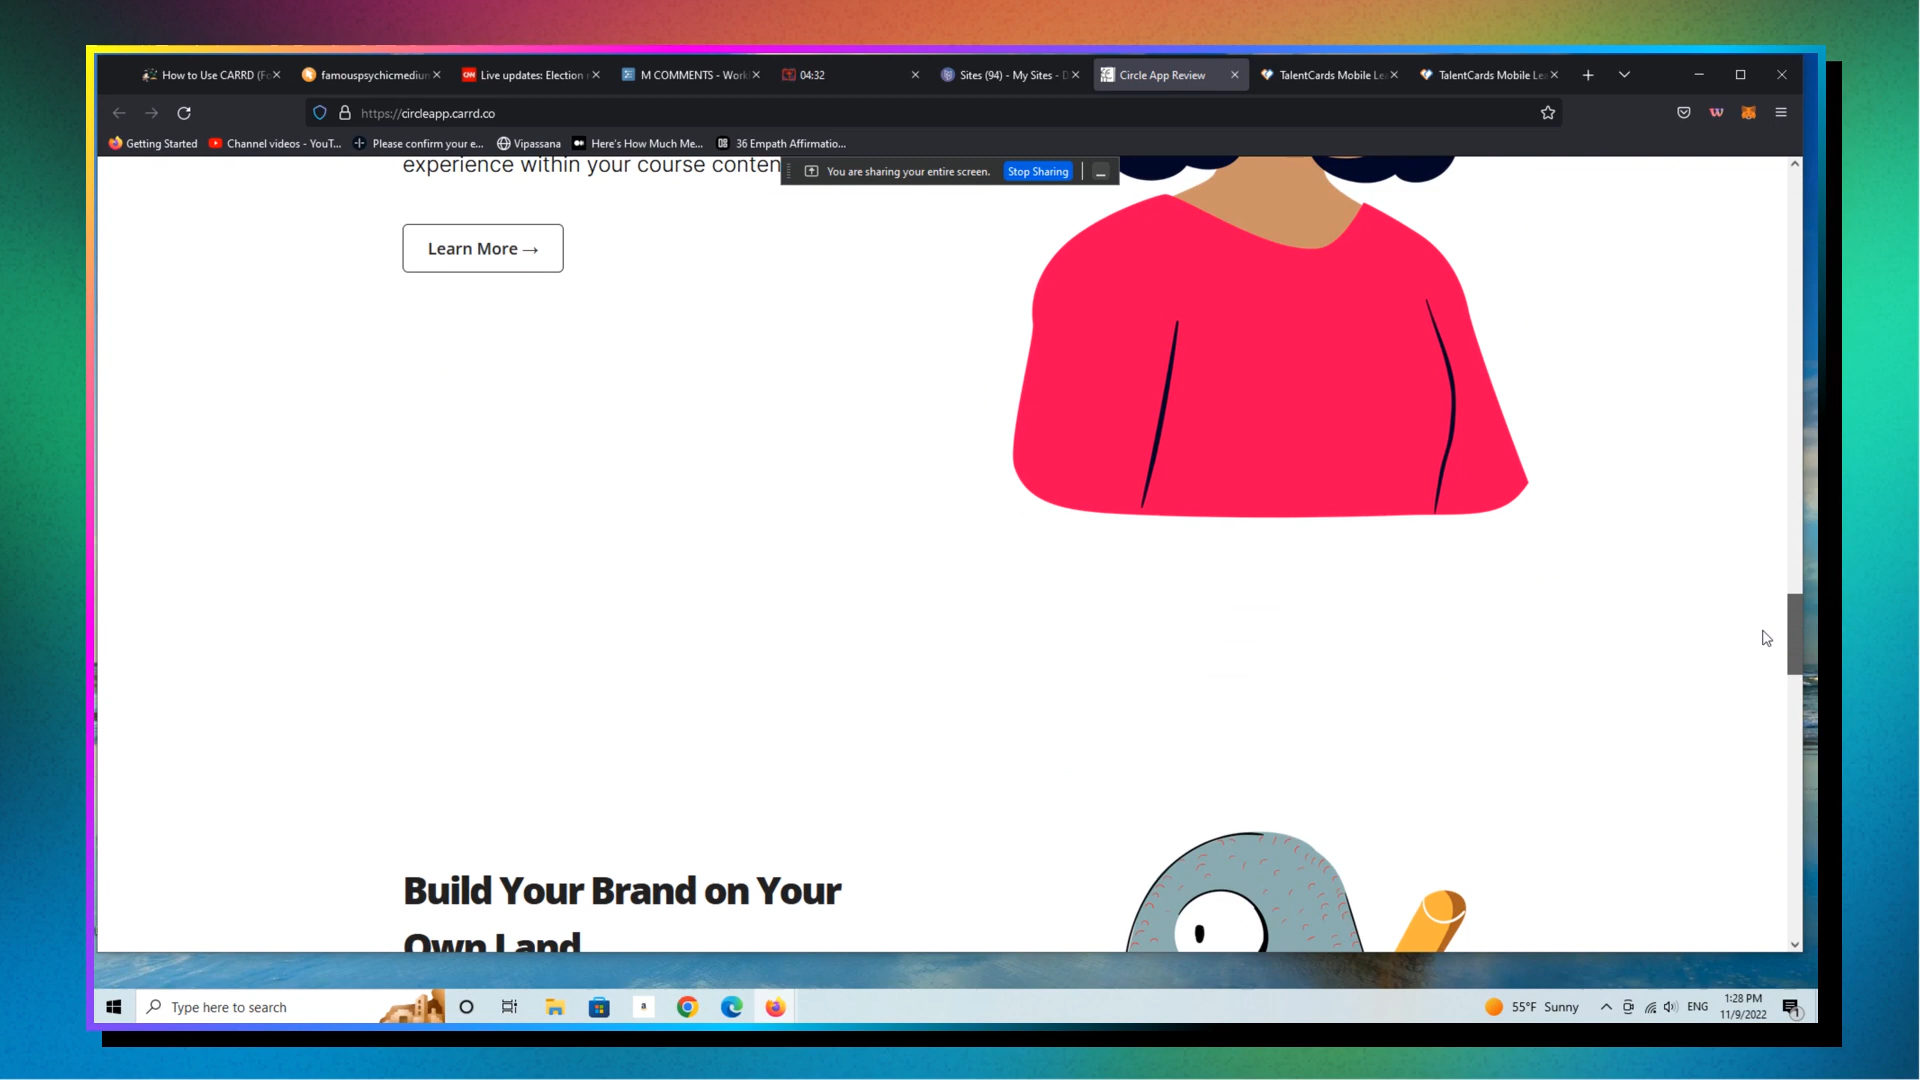 How to Use CARRD (Fo
famouspsychicmedium
CNN Live updates: Election r
M COMMENTS - Work
04:32
Sites (94) - My Sites - D
Circle App Review
TalentCards Mobile Le
TalentCards Mobile Le
https://circleapp.carrd.co
Getting Started
Channel videos - YouT...
Please confirm your e...
Vipassana
Here's How Much Me...
36 Empath Affirmatio...
experience within your course conten
You are sharing your entire screen.
Stop Sharing
Learn More →
Build Your Brand on Your
Own Land
Type here to search
a
55°F Sunny
ENG
1:28 PM
11/9/2022
1